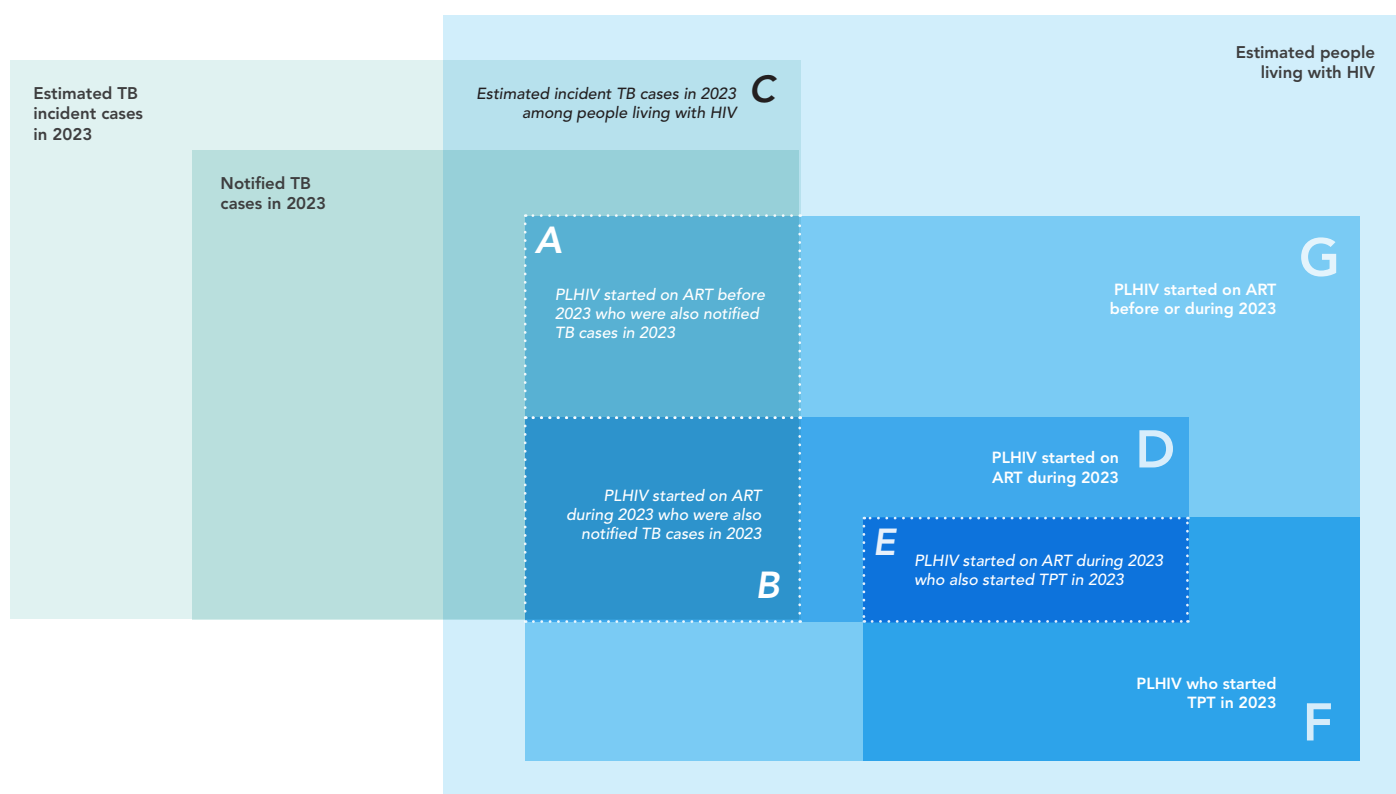 Estimated people
living with HIV
Estimated TB
incident cases
in 2023
Estimated incident TB cases in 2023
among people living with HIV
C
Notified TB
cases in 2023
A
PLHIV started on ART before
2023 who were also notified
TB cases in 2023
G
PLHIV started on ART
before or during 2023
PLHIV started on
ART during 2023
D
PLHIV started on ART
during 2023 who were also
notified TB cases in 2023
B
E
PLHIV started on ART during 2023
who also started TPT in 2023
PLHIV who started
TPT in 2023
F